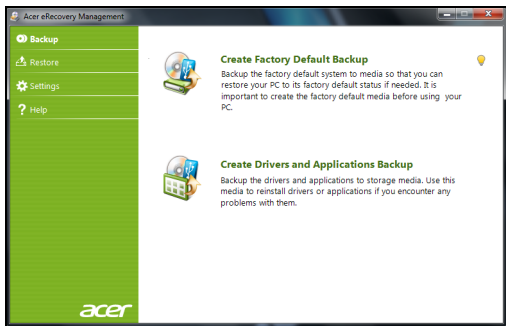 Acer eRecovery Management
Backup
Restore
Settings
Help
Create Factory Default Backup
Backup the factory default system to media so that you can
restore your PC to its factory default status if needed. It is
important to create the factory default media before using your
PC.
Create Drivers and Applications Backup
Backup the drivers and applications to storage media. Use this
media to reinstall drivers or applications if you encounter any
problems with them.
acer